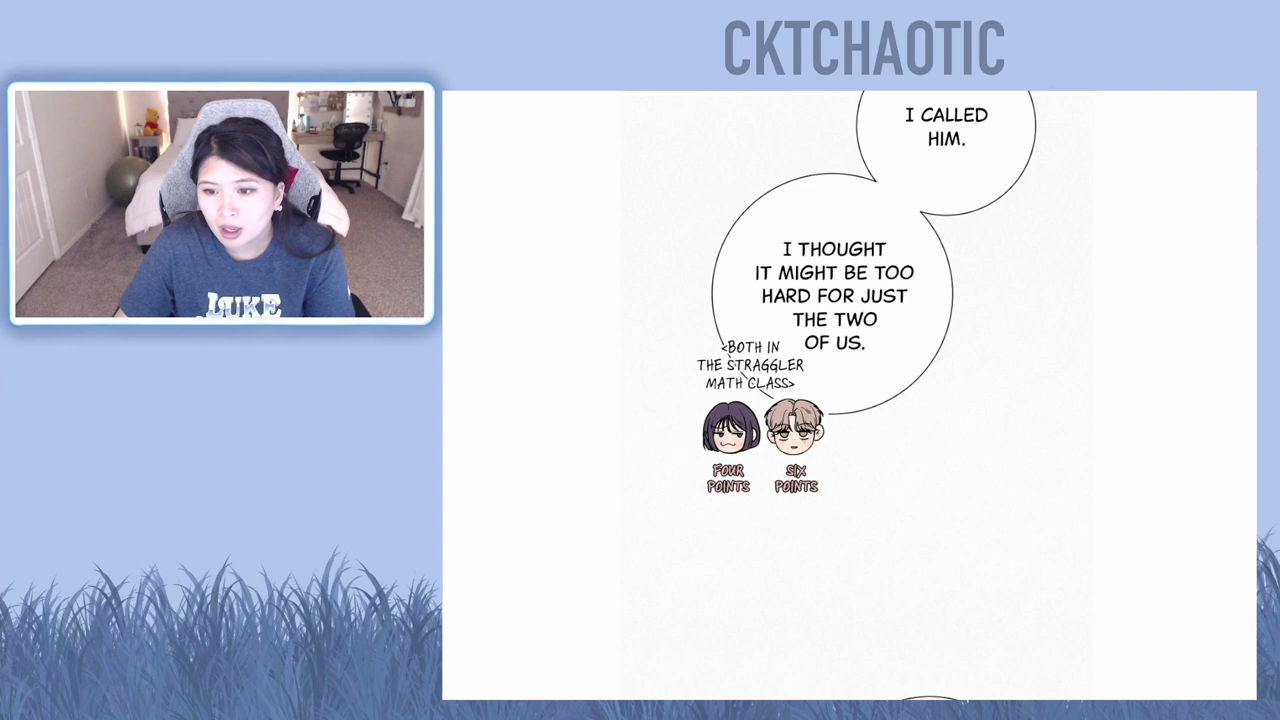 CKTCHAOTIC
I CALLED
HIM.
I THOUGHT
IT MIGHT BE TOO
HARD FOR JUST
THE TWO
OF US.
<BOTH IN
THE STRAGGLER
MATH CLASS>
FOUR
POINTS
SIX
POINTS
LUKE